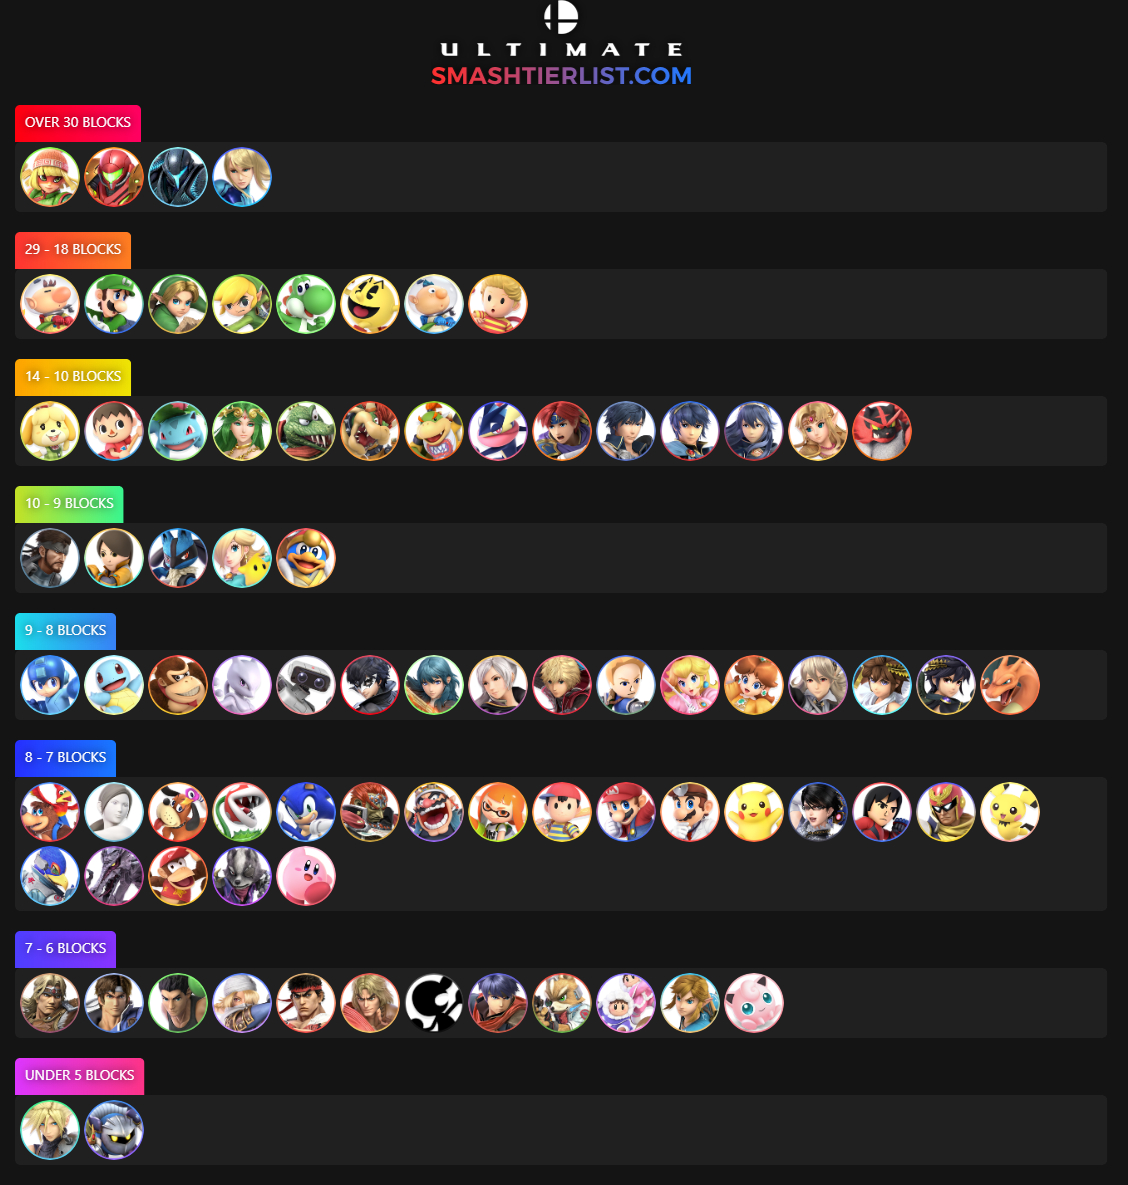 ULTIMATE
SMASHTIERLIST.COM
OVER 30 BLOCKS
29 - 18 BLOCKS
14 - 10 BLOCKS
10 - 9 BLOCKS
9 - 8 BLOCKS
8 - 7 BLOCKS
7 - 6 BLOCKS
UNDER 5 BLOCKS